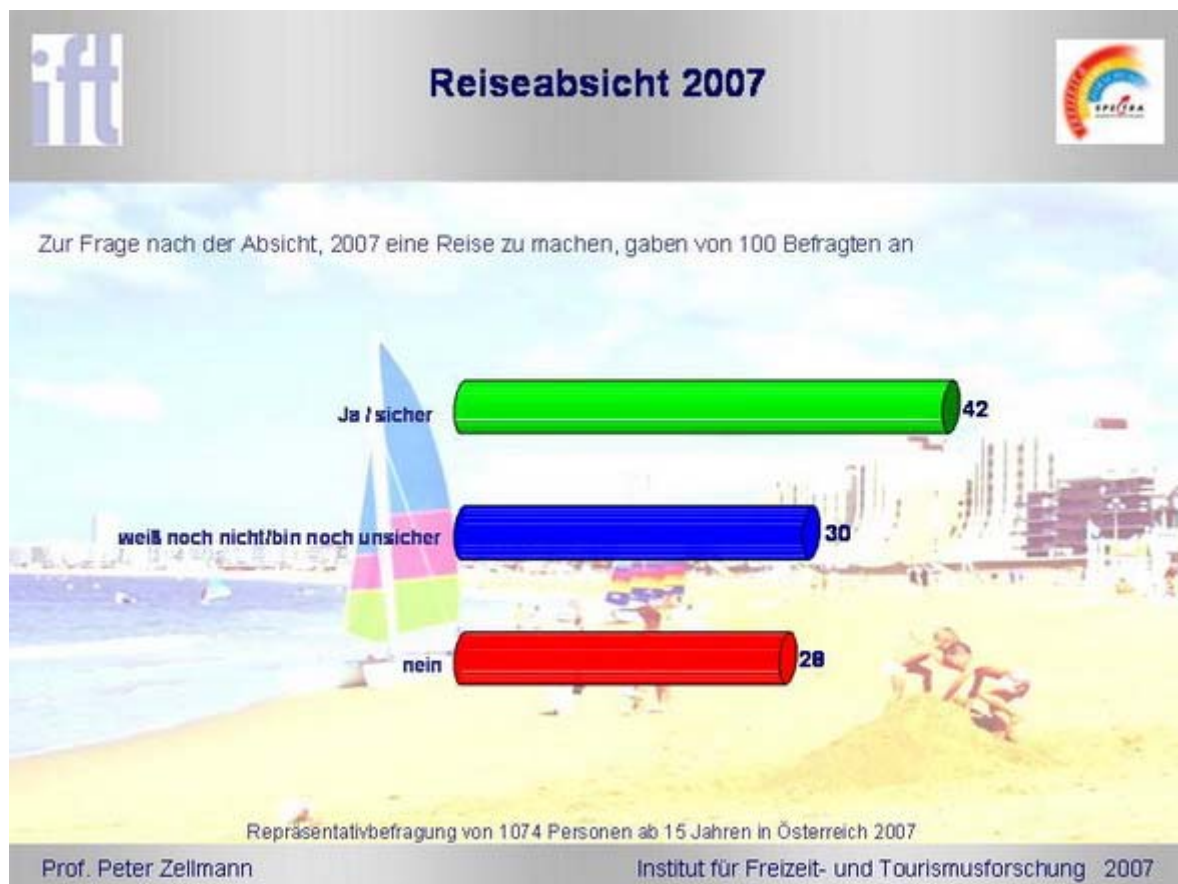 ift
Reiseabsicht 2007
SPECTRA
Zur Frage nach der Absicht, 2007 eine Reise zu machen, gaben von 100 Befragten an
Ja / sicher
42
weiß noch nicht/bin noch unsicher
30
nein
28
Repräsentativbefragung von 1074 Personen ab 15 Jahren in Österreich 2007
Prof. Peter Zellmann
Institut für Freizeit- und Tourismusforschung 2007